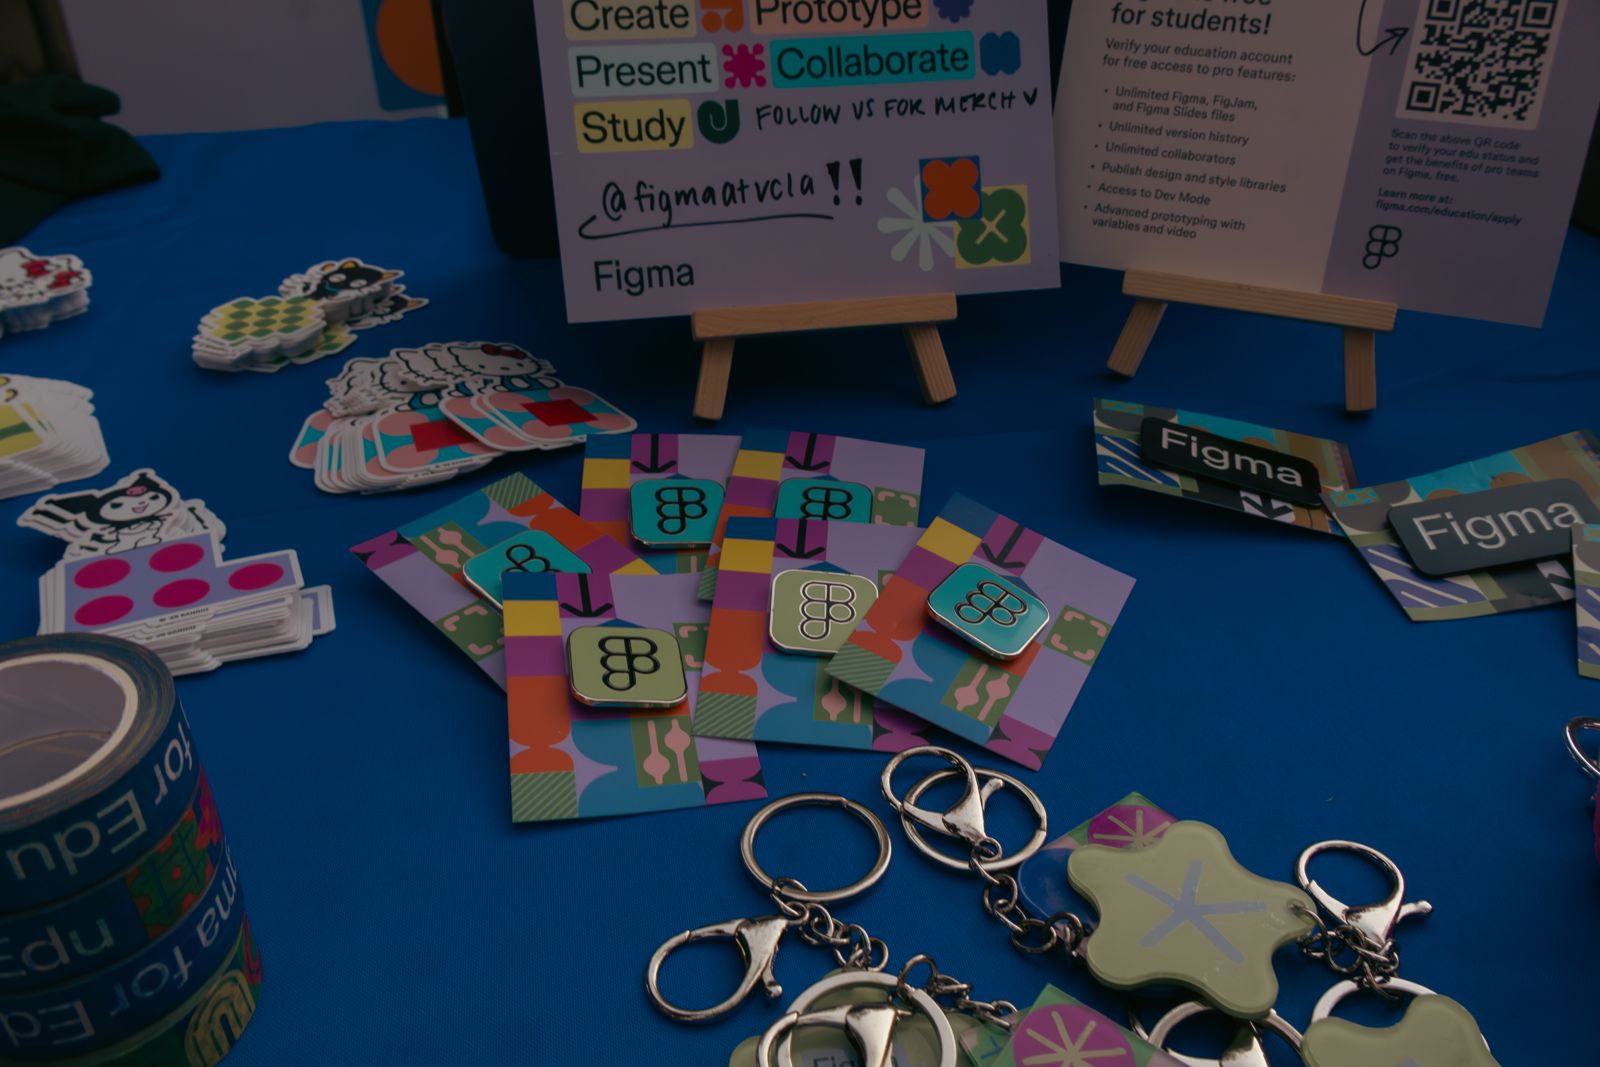 Create Prototype
Present Collaborate
Study FOLLOW US FOR MERCH
@figmaatucla!!
Figma
for students!
Verify your education account
for free access to pro features:
• Unlimited Figma, FigJam,
and Figma Slides files
• Unlimited version history
• Unlimited collaborators
• Publish design and style libraries
• Access to Dev Mode
• Advanced prototyping with
variables and video
Scan the above QR code
to verify your edu status and
get the benefits of pro teams
on Figma, free.
Learn more at:
figma.com/education/apply
Figma
Figma
for Edu
Edu
ma for
for Ed